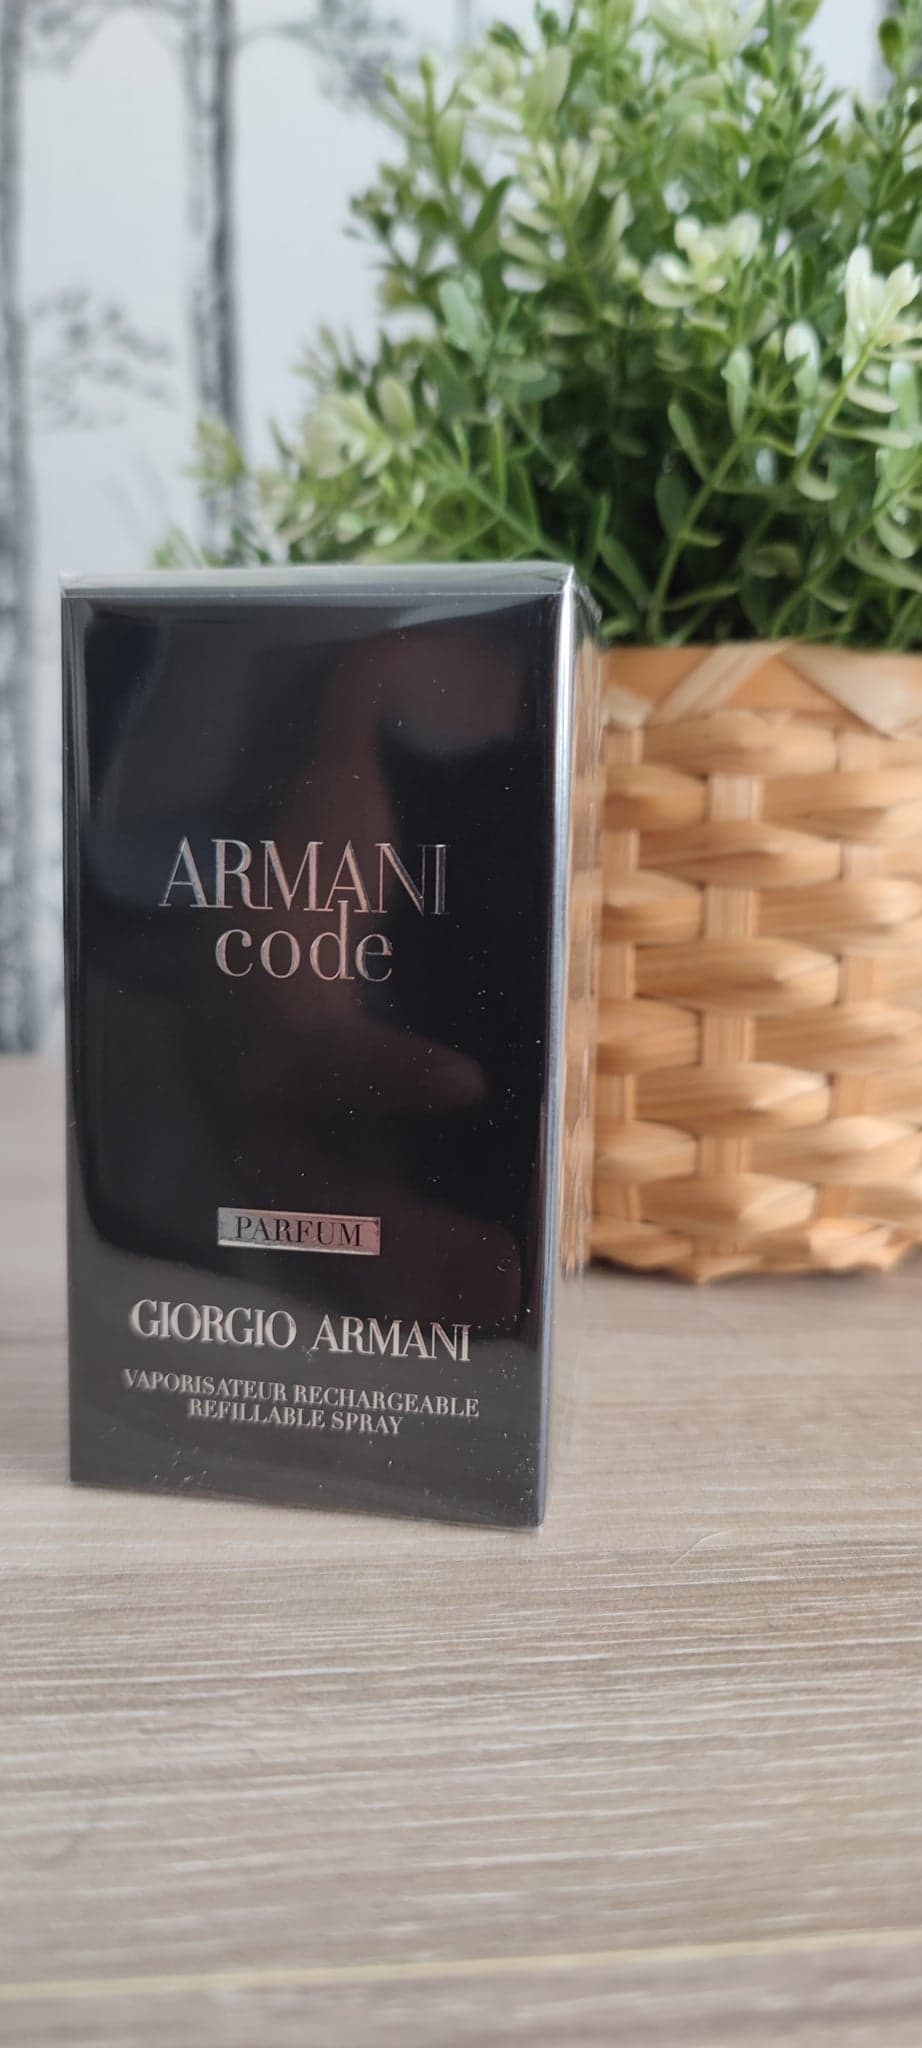 ARMANI
code
PARFUM
GIORGIO ARMANI
VAPORISATEUR RECHARGEABLE
REFILLABLE SPRAY